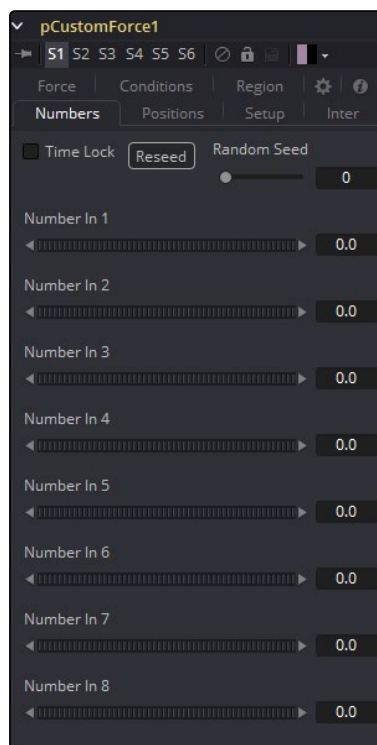 pCustomForce1
S1 S2 S3 S4 S5 S6
Force Conditions Region
Numbers Positions Setup Inter
Time Lock Reseed Random Seed
0
Number In 1
0.0
Number In 2
0.0
Number In 3
0.0
Number In 4
0.0
Number In 5
0.0
Number In 6
0.0
Number In 7
0.0
Number In 8
0.0